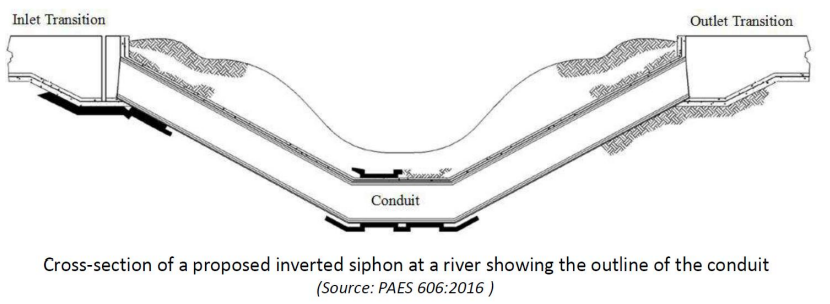 Inlet Transition
Outlet Transition
Conduit
Cross-section of a proposed inverted siphon at a river showing the outline of the conduit
(Source: PAES 606:2016 )